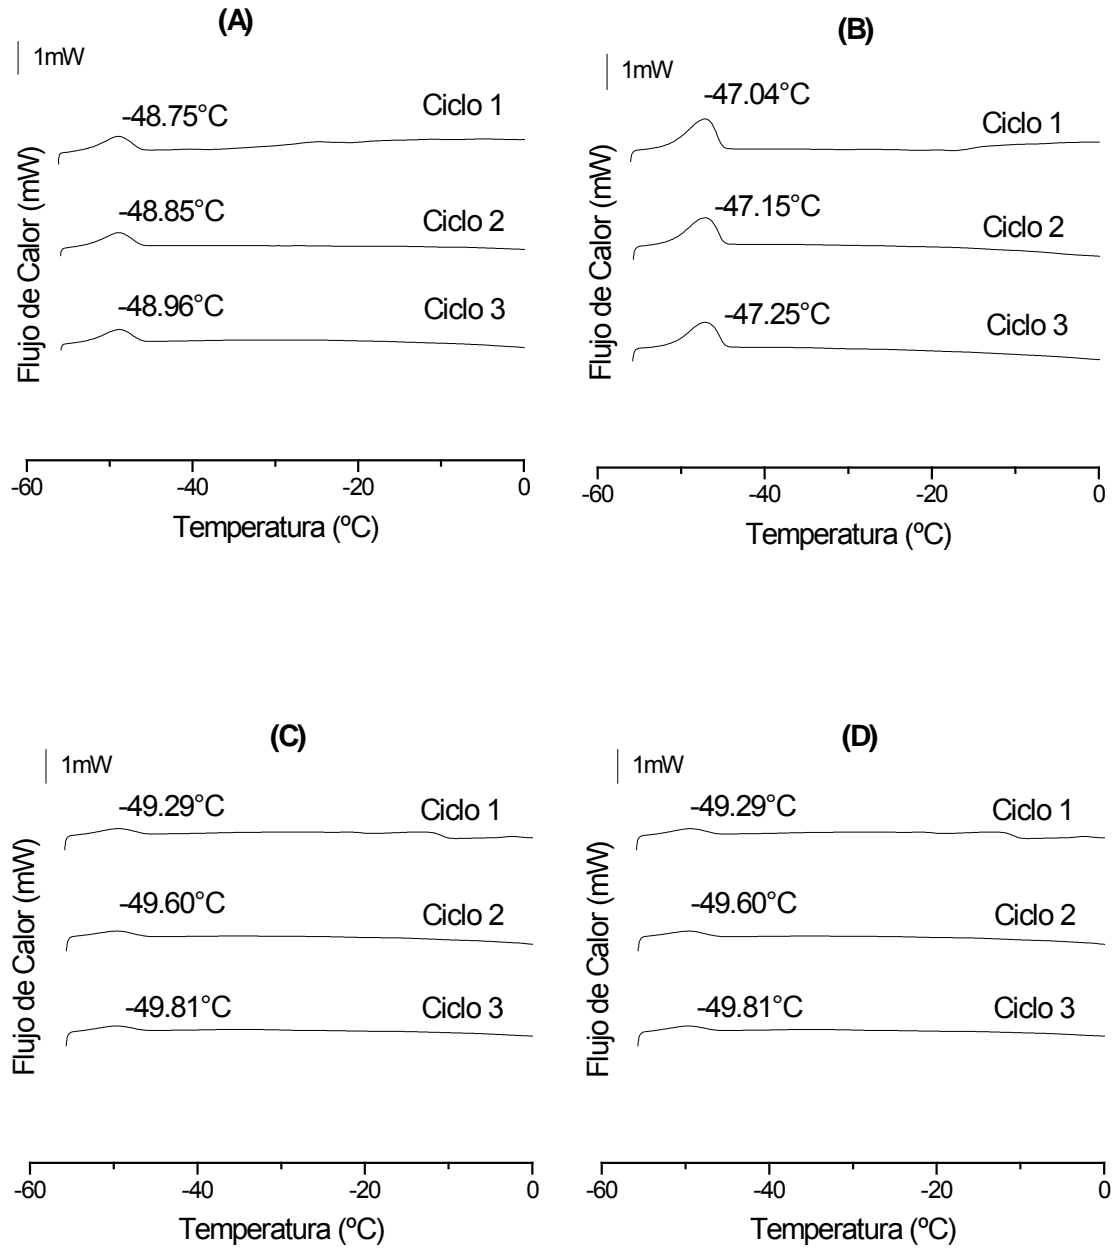 (A)
1mW
-48.75°C
Ciclo 1
-48.85°C
Ciclo 2
-48.96°C
Ciclo 3
Flujo de Calor (mW)
-60
-40
-20
0
Temperatura (ºC)
(B)
1mW
-47.04°C
Ciclo 1
-47.15°C
Ciclo 2
-47.25°C
Ciclo 3
Flujo de Calor (mW)
-60
-40
-20
0
Temperatura (ºC)
(C)
1mW
-49.29°C
Ciclo 1
-49.60°C
Ciclo 2
-49.81°C
Ciclo 3
Flujo de Calor (mW)
-60
-40
-20
0
Temperatura (ºC)
(D)
1mW
-49.29°C
Ciclo 1
-49.60°C
Ciclo 2
-49.81°C
Ciclo 3
Flujo de Calor (mW)
-60
-40
-20
0
Temperatura (ºC)